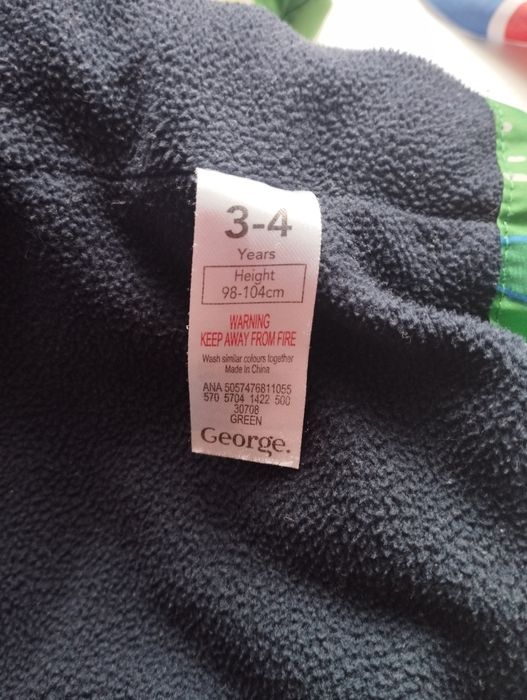 3-4
Years
Height
98-104cm
WARNING
KEEP AWAY FROM FIRE
Wash similar colours together
Made In China
ANA 5057476811055
570 5704 1422 500
30708
GREEN
George.